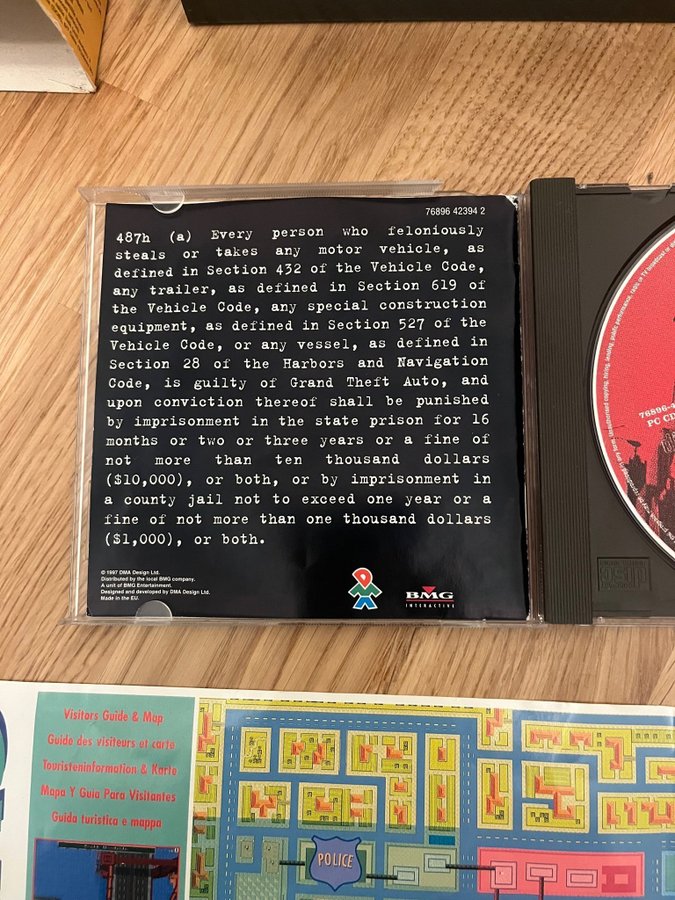 76896 42394 2
487h (a) Every person who feloniously
steals or takes any motor vehicle, as
defined in Section 432 of the Vehicle Code,
any trailer, as defined in Section 619 of
the Vehicle Code, any special construction
equipment, as defined in Section 527 of the
Vehicle Code, or any vessel, as defined in
Section 28 of the Harbors and Navigation
Code, is guilty of Grand Theft Auto, and
upon conviction thereof shall be punished
by imprisonment in the state prison for 16
months or two or three years or a fine of
not more than ten thousand dollars
($10,000), or both, or by imprisonment in
a county jail not to exceed one year or a
fine of not more than one thousand dollars
($1,000), or both.
© 1997 DMA Design Ltd.
Distributed by the local BMG company.
A unit of BMG Entertainment.
Designed and developed by DMA Design Ltd.
Made in the EU.
DMA
BMG
INTERACTIVE
76896-4
PC CD
Visitors Guide & Map
Guide des visiteurs et carte
Touristeninformation & Karte
Mapa Y Guia Para Visitantes
Guida turistica e mappa
POLICE